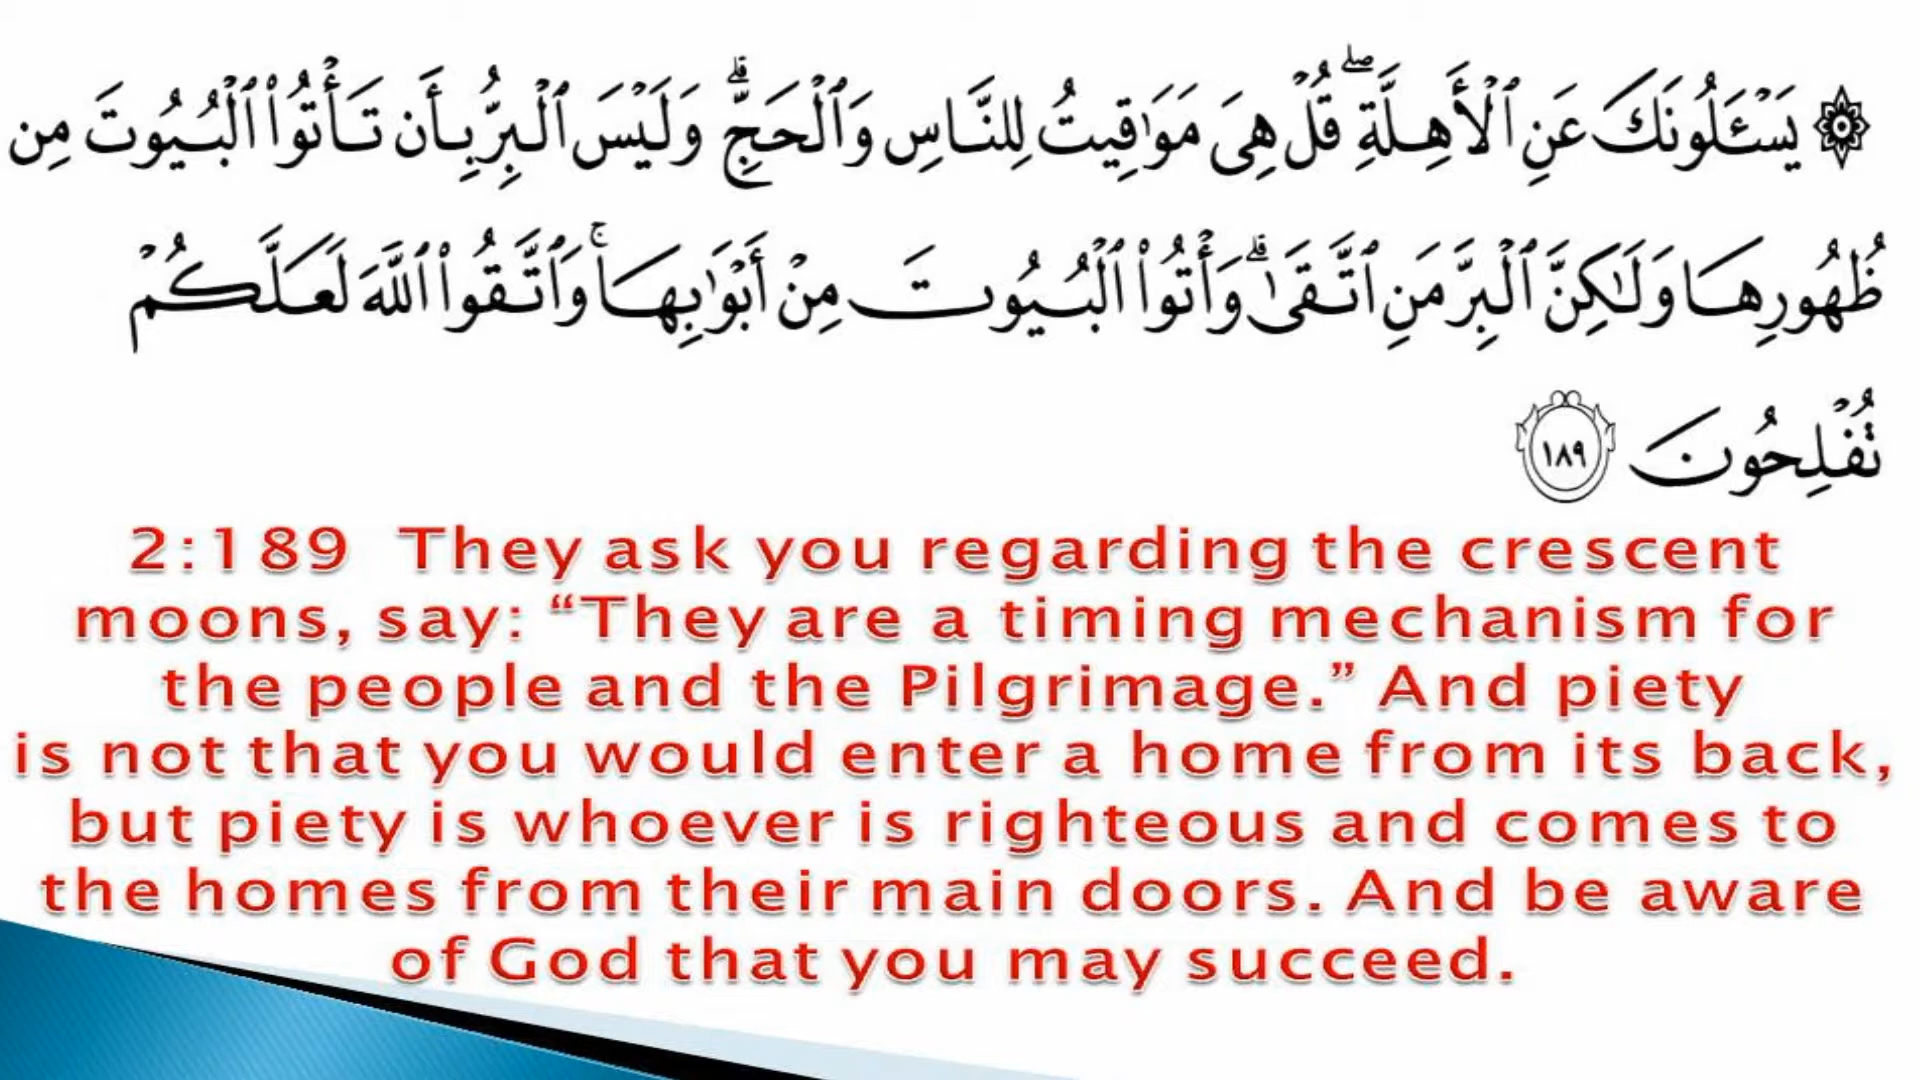 ۞ يَسْـَٔلُونَكَ عَنِ ٱلْأَهِلَّةِ ۖ قُلْ هِىَ مَوَٰقِيتُ لِلنَّاسِ وَٱلْحَجِّ ۗ وَلَيْسَ ٱلْبِرُّ بِأَن تَأْتُوا۟ ٱلْبُيُوتَ مِن
ظُهُورِهَا وَلَـٰكِنَّ ٱلْبِرَّ مَنِ ٱتَّقَىٰ ۗ وَأْتُوا۟ ٱلْبُيُوتَ مِنْ أَبْوَٰبِهَا ۚ وَٱتَّقُوا۟ ٱللَّهَ لَعَلَّكُمْ
تُفْلِحُونَ ١٨٩
2:189 They ask you regarding the crescent
moons, say: “They are a timing mechanism for
the people and the Pilgrimage.” And piety
is not that you would enter a home from its back,
but piety is whoever is righteous and comes to
the homes from their main doors. And be aware
of God that you may succeed.